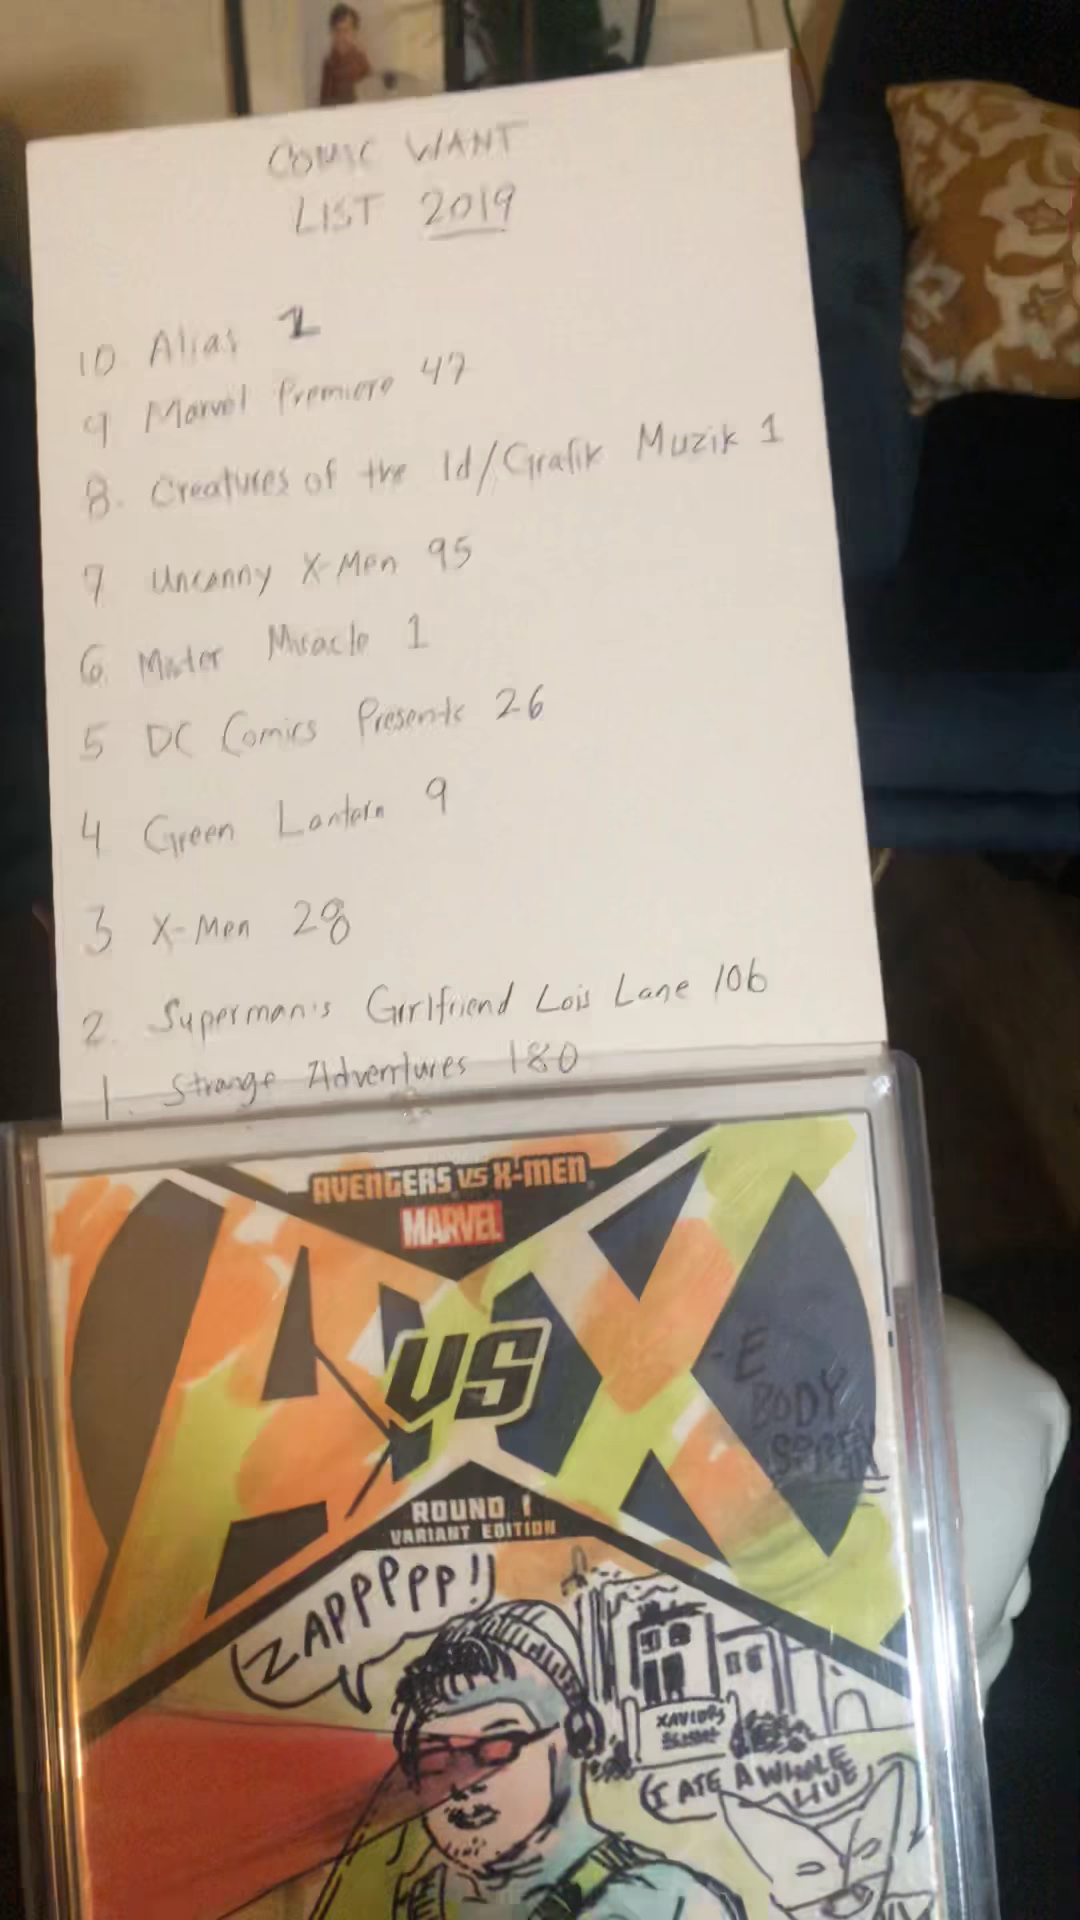 COMIC WANT
LIST 2019
10 Alias 1
9 Marvel Premiere 47
8. Creatures of the Id/Grafik Muzik 1
7 Uncanny X-Men 95
6. Mister Miracle 1
5 DC Comics Presents 26
4 Green Lantern 9
3 X-Men 28
2. Superman's Girlfriend Lois Lane 106
1. Strange Adventures 180
AVENGERS VS X-MEN
MARVEL
VS
E
BODY
ROUND 1
VARIANT EDITION
ZAPPPPP!!
XAVIERS
I ATE A WHOLE